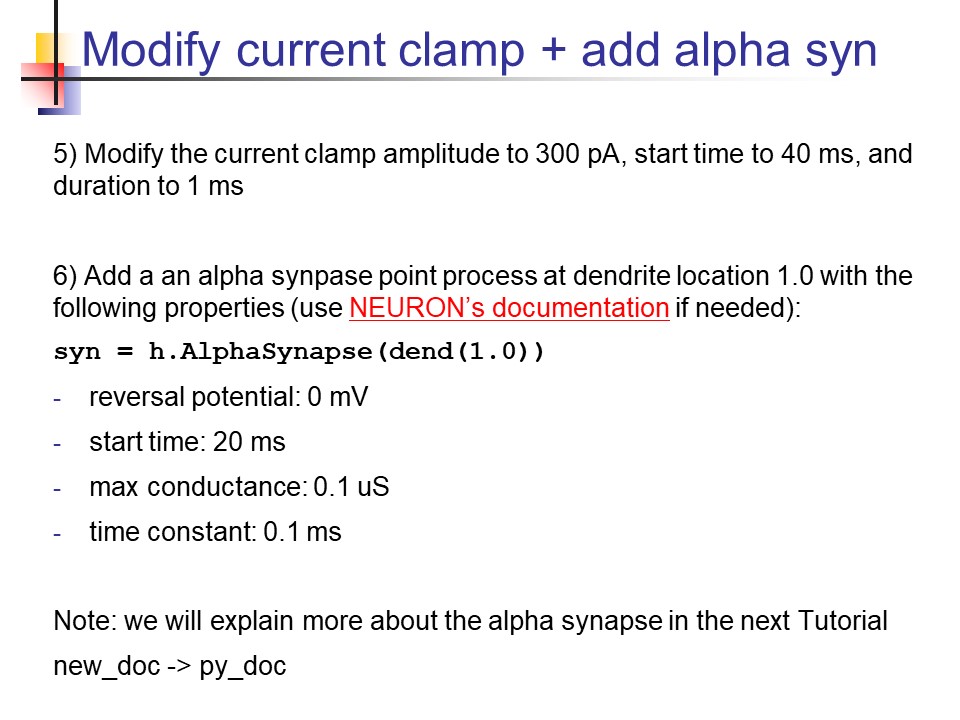 Modify current clamp + add alpha syn
5) Modify the current clamp amplitude to 300 pA, start time to 40 ms, and
duration to 1 ms
6) Add a an alpha synpase point process at dendrite location 1.0 with the
following properties (use NEURON’s documentation if needed):
syn = h.AlphaSynapse(dend(1.0))
- reversal potential: 0 mV
- start time: 20 ms
- max conductance: 0.1 uS
- time constant: 0.1 ms
Note: we will explain more about the alpha synapse in the next Tutorial
new_doc -> py_doc